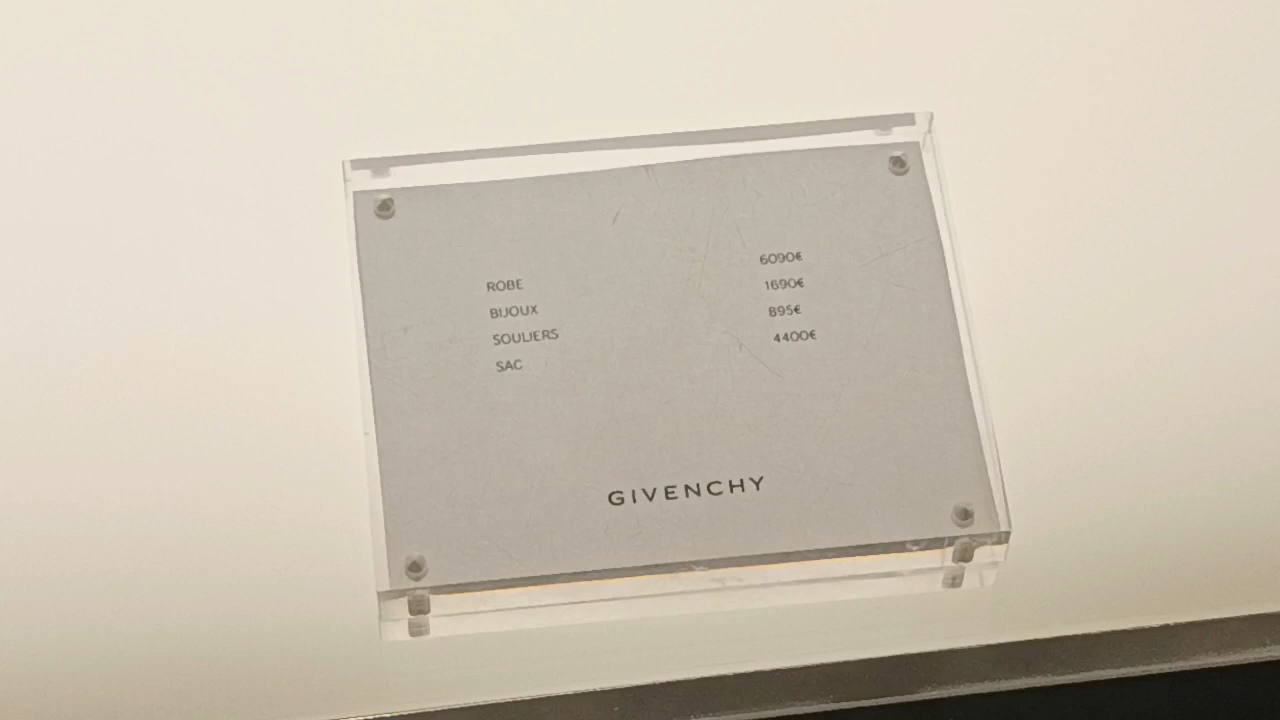 ROBE 6090€
BIJOUX 1690€
SOULIERS 895€
SAC 4400€
GIVENCHY